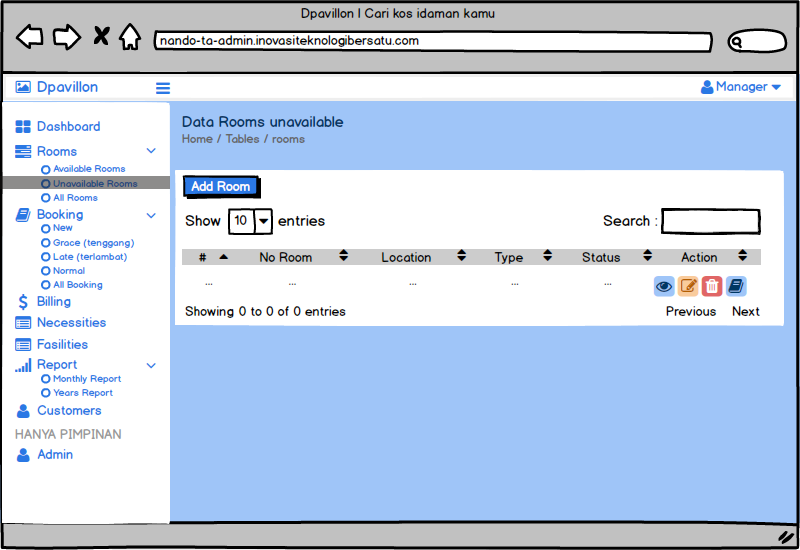 Dpavillon | Cari kos idaman kamu
nando-ta-admin.inovasiteknologibersatu.com
Dpavillon
Manager
Dashboard
Rooms
Available Rooms
Unavailable Rooms
All Rooms
Booking
New
Grace (tenggang)
Late (terlambat)
Normal
All Booking
Billing
Necessities
Fasilities
Report
Monthly Report
Years Report
Customers
HANYA PIMPINAN
Admin
Data Rooms unavailable
Home / Tables / rooms
Add Room
Show 10 entries
Search :
# No Room Location Type Status Action
... ... ... ... ...
Showing 0 to 0 of 0 entries
Previous Next